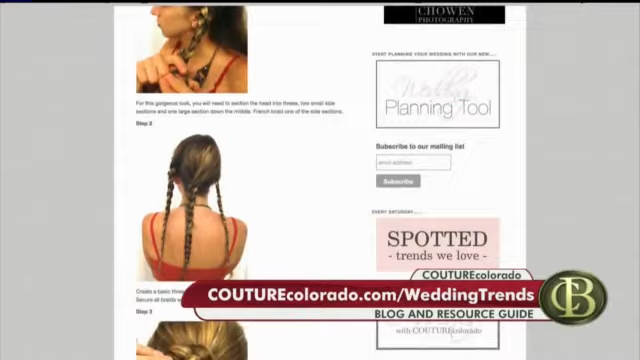 CHOWEN
PHOTOGRAPHY
START PLANNING YOUR WEDDING WITH OUR NEW.....
Wedding
Planning Tool
For this gorgeous look, you will need to section the head into threes, two small side
sections and one large section down the middle. French braid one of the side sections.
Step 2
Subscribe to our mailing list
email address
Subscribe
EVERY SATURDAY.......
SPOTTED
- trends we love -
Create a basic three
Secure all braids
Step 3
with COUTUREcolorado
COUTUREcolorado
COUTUREcolorado.com/WeddingTrends
BLOG AND RESOURCE GUIDE
CB